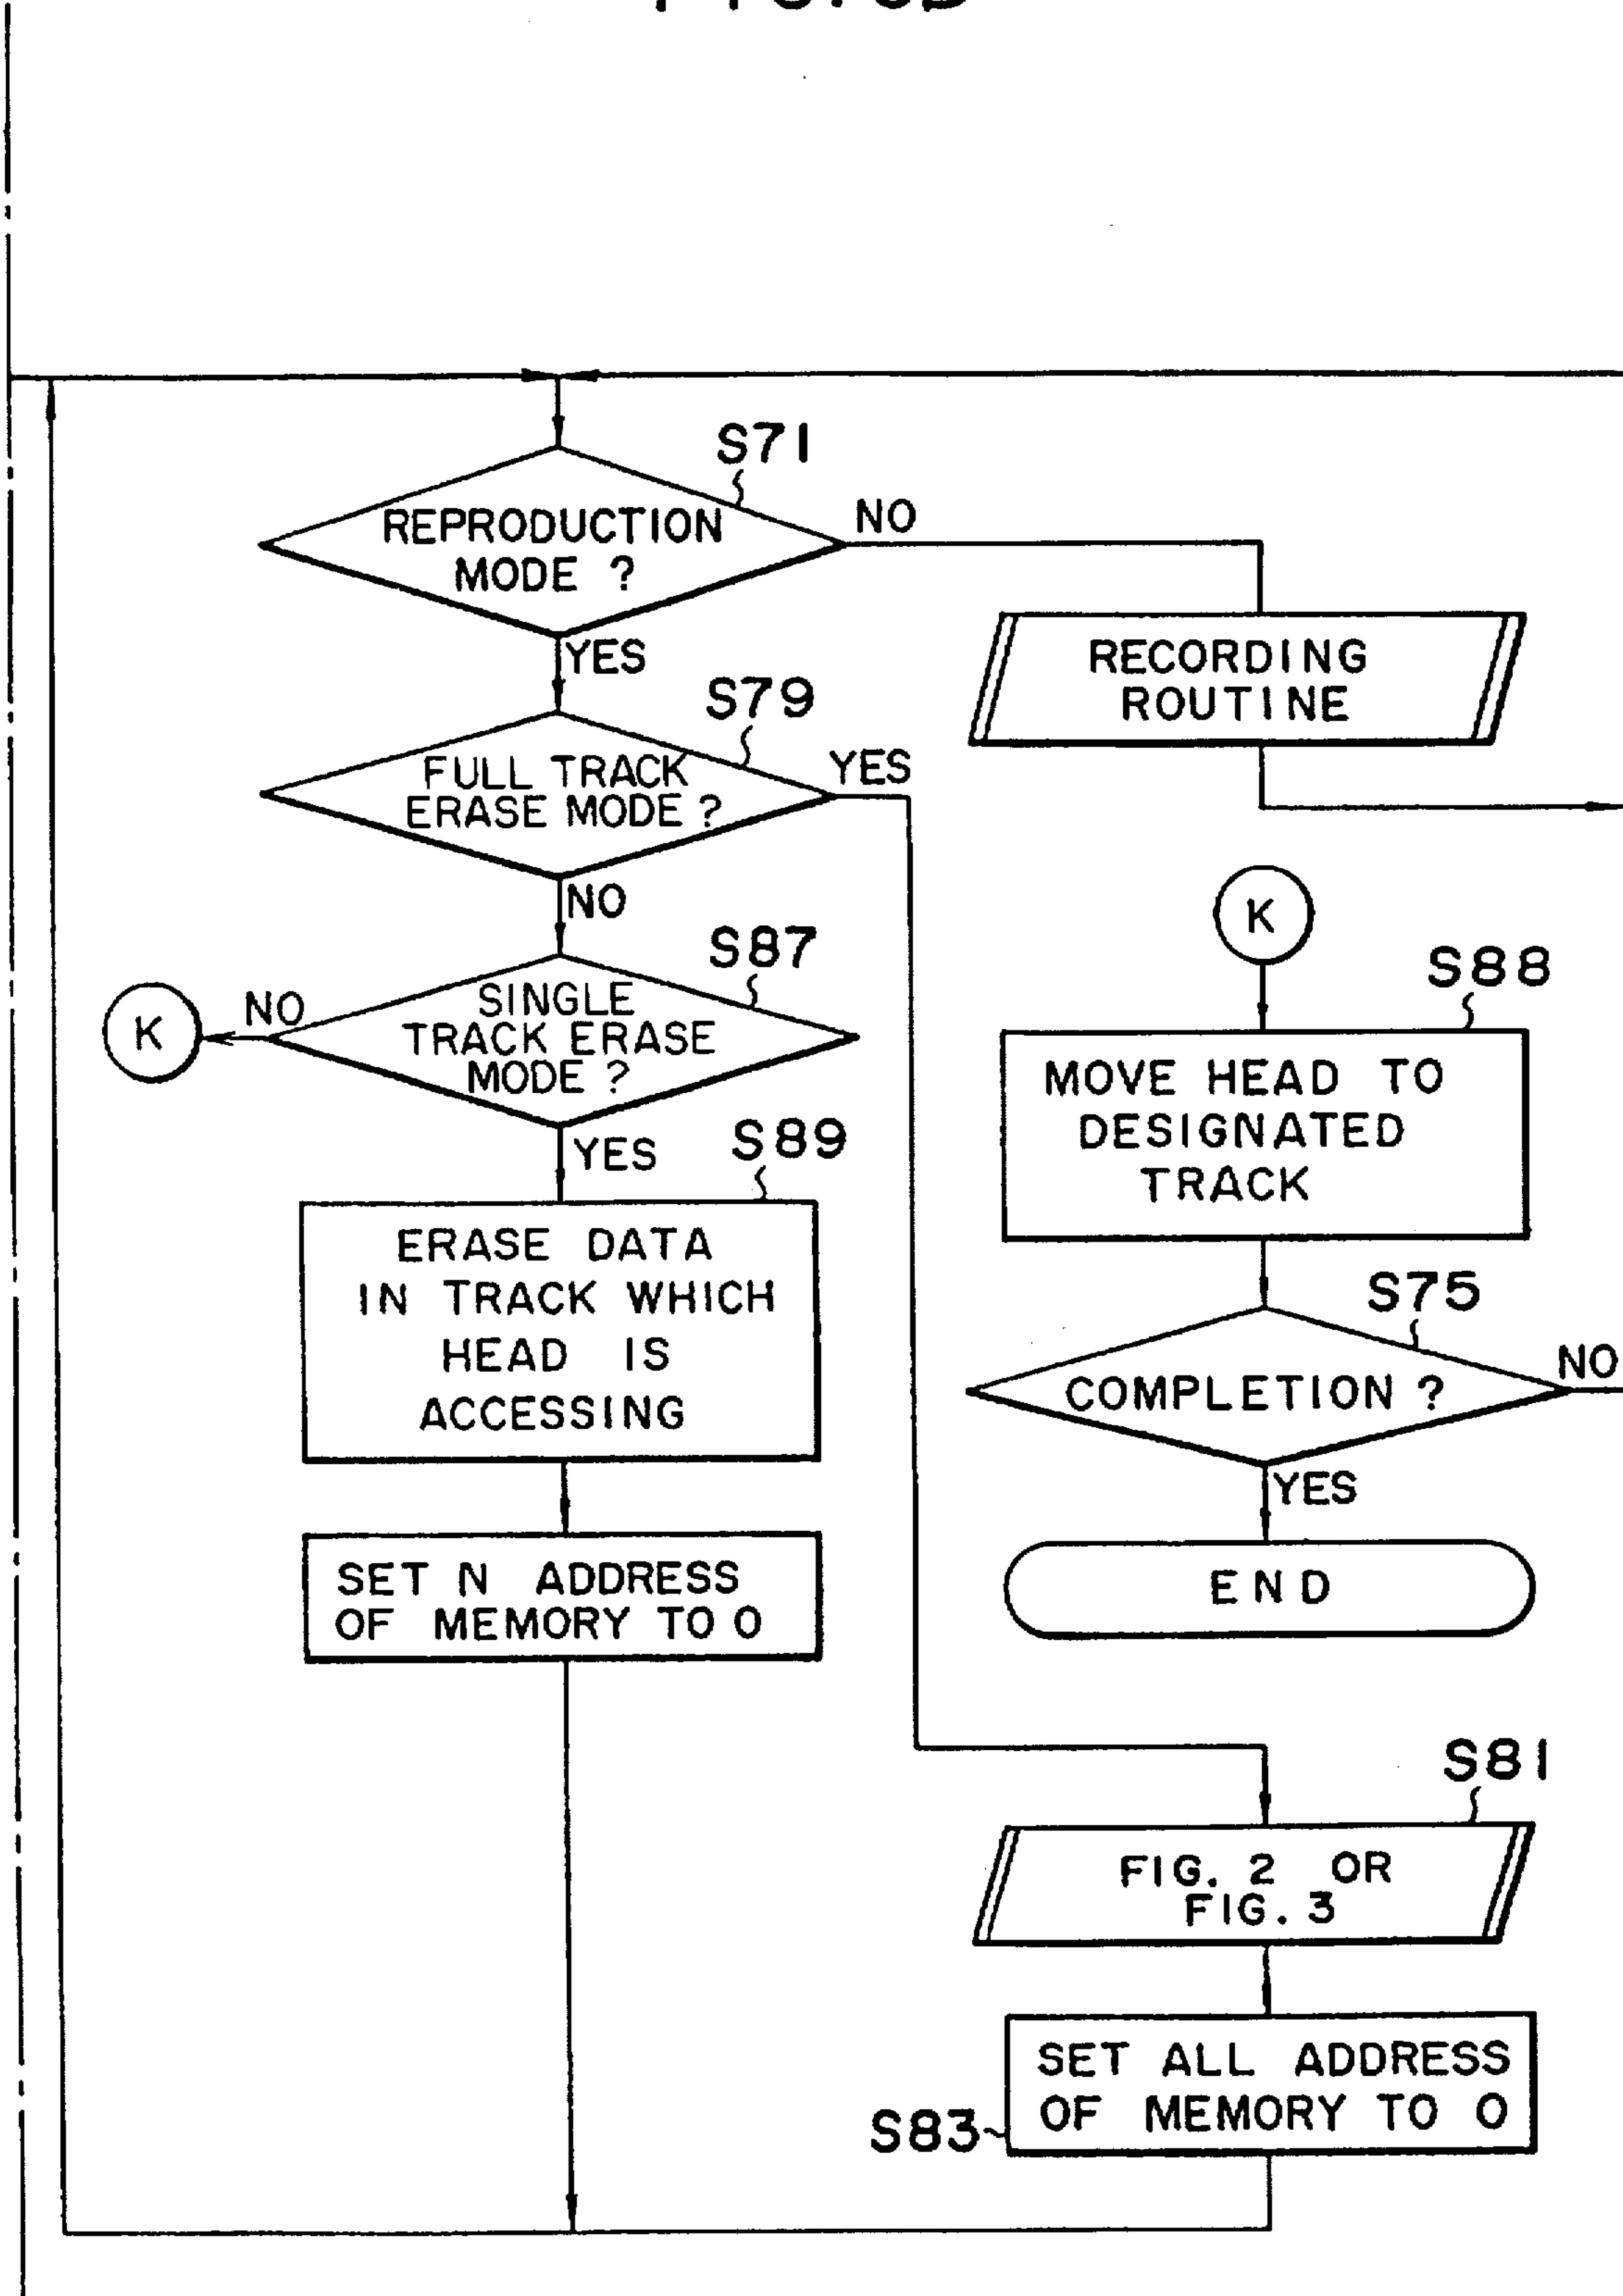 S71
REPRODUCTION
MODE ?
NO
YES
RECORDING
ROUTINE
S79
FULL TRACK
ERASE MODE ?
YES
NO
K
S87
SINGLE
TRACK ERASE
MODE ?
NO
K
YES
S88
MOVE HEAD TO
DESIGNATED
TRACK
S89
ERASE DATA
IN TRACK WHICH
HEAD IS
ACCESSING
S75
COMPLETION ?
NO
YES
SET N ADDRESS
OF MEMORY TO 0
END
S81
FIG. 2 OR
FIG. 3
SET ALL ADDRESS
OF MEMORY TO 0
S83